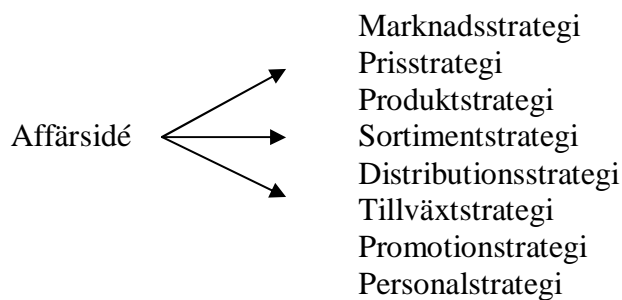 Marknadsstrategi
Prisstrategi
Produktstrategi
Affärsidé
Sortimentstrategi
Distributionsstrategi
Tillväxtstrategi
Promotionstrategi
Personalstrategi